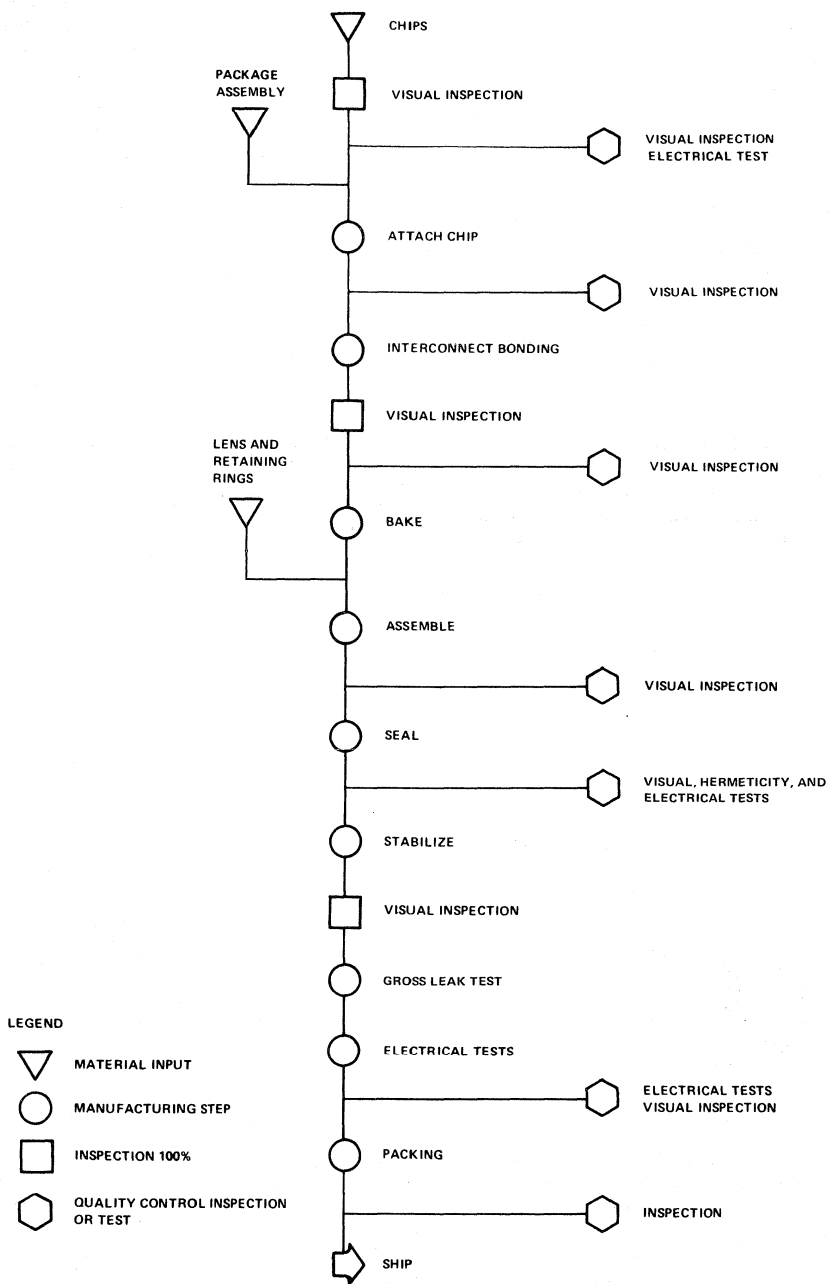 CHIPS
PACKAGE
ASSEMBLY
VISUAL INSPECTION
VISUAL INSPECTION
ELECTRICAL TEST
ATTACH CHIP
VISUAL INSPECTION
INTERCONNECT BONDING
VISUAL INSPECTION
LENS AND
RETAINING
RINGS
VISUAL INSPECTION
BAKE
ASSEMBLE
VISUAL INSPECTION
SEAL
VISUAL, HERMETICITY, AND
ELECTRICAL TESTS
STABILIZE
VISUAL INSPECTION
GROSS LEAK TEST
ELECTRICAL TESTS
ELECTRICAL TESTS
VISUAL INSPECTION
PACKING
INSPECTION
SHIP
LEGEND
MATERIAL INPUT
MANUFACTURING STEP
INSPECTION 100%
QUALITY CONTROL INSPECTION
OR TEST